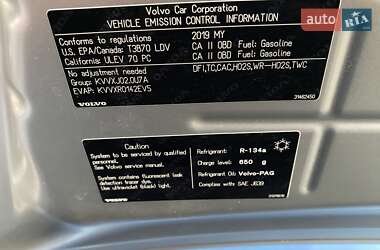 Volvo Car Corporation
VEHICLE EMISSION CONTROL INFORMATION
Conforms to regulations 2019 MY
U.S. EPA/Canada: T3B70 LDV CA II OBD Fuel: Gasoline
California: ULEV 70 PC CA II OBD Fuel: Gasoline
No adjustment needed DFI,TC,CAC,HO2S,WR-HO2S,TWC
Group: KVVXJ02.0U7A
EVAP: KVVXR0142EVS
VOLVO 31462450
Caution
System to be serviced by qualified personnel.
See Volvo service manual.
System contains fluorescent leak
detection tracer dye.
Use ultraviolet (black) light.
Refrigerant: R-134a
Charge level: 650 g
Refrigerant Oil: Volvo-PAG
Complies with: SAE J639
VOLVO
RIA.com